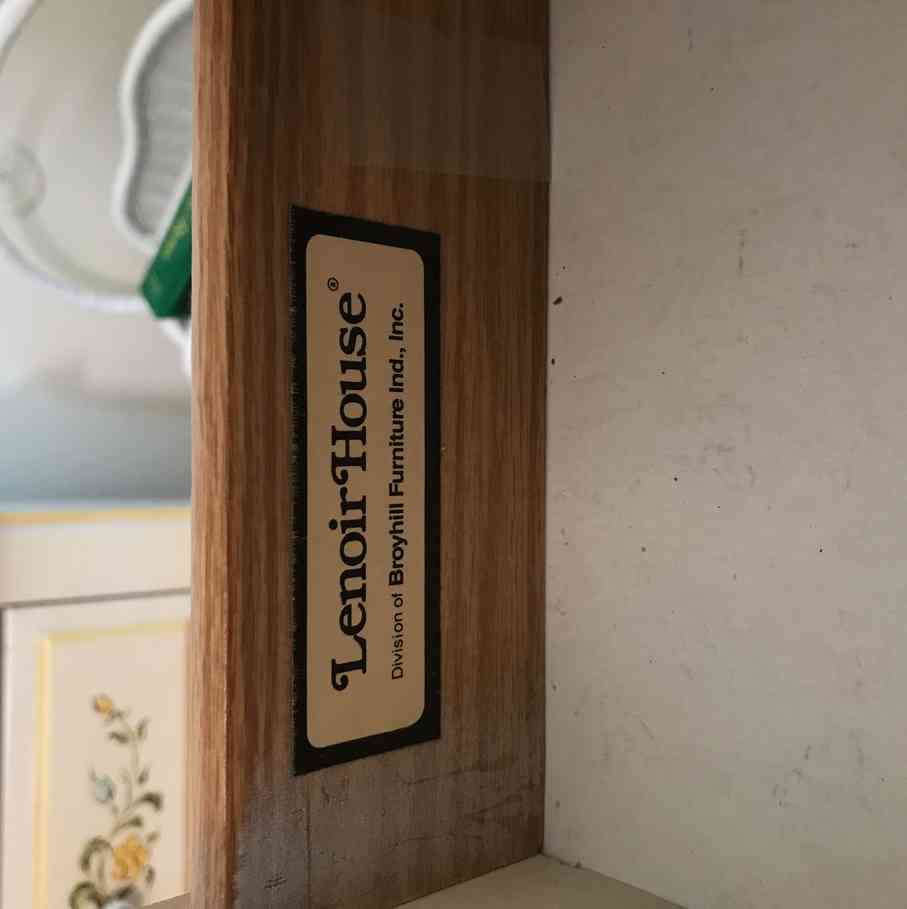 LenoirHouse®
Division of Broyhill Furniture Ind., Inc.